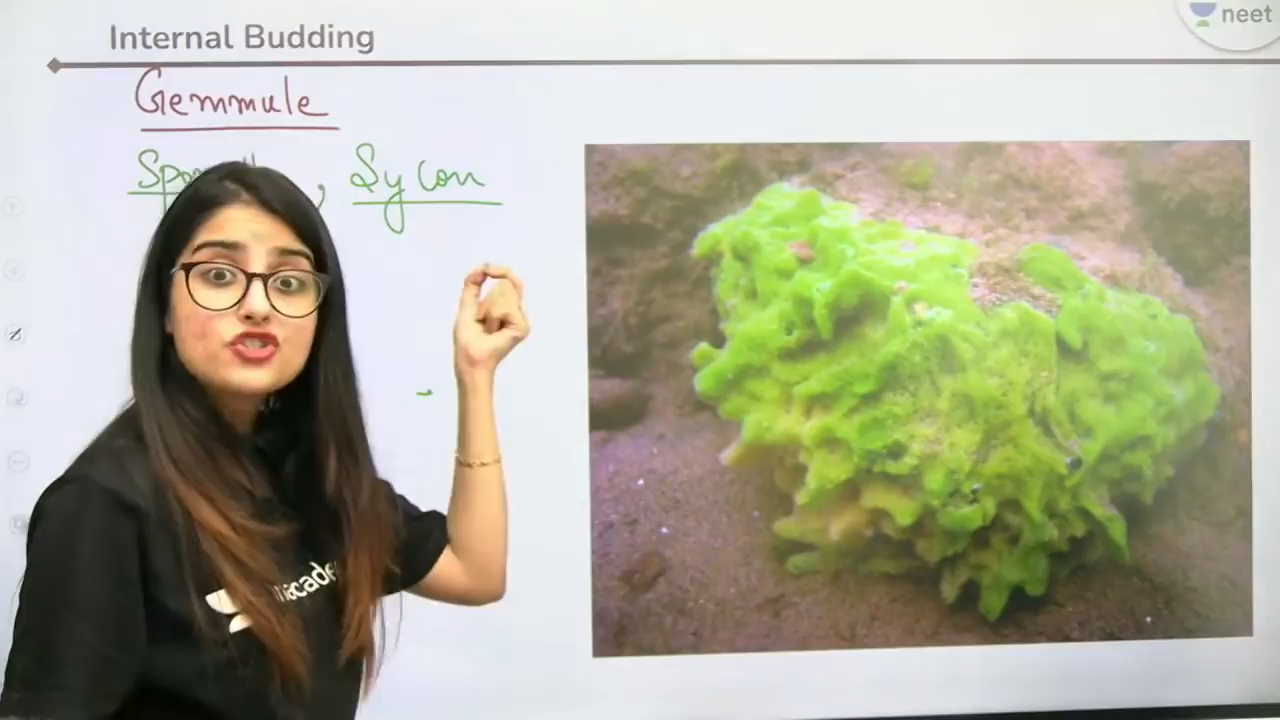 Internal Budding
neet
Gemmule
, Sycon